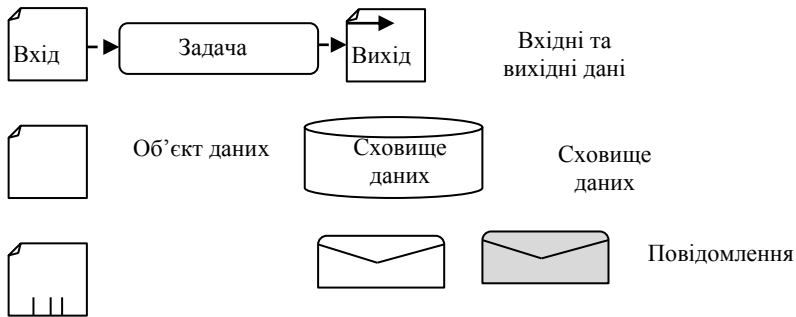 Вхід
Задача
Вихід
Вхідні та
вихідні дані
Об’єкт даних
Сховище
даних
Сховище
даних
Повідомлення